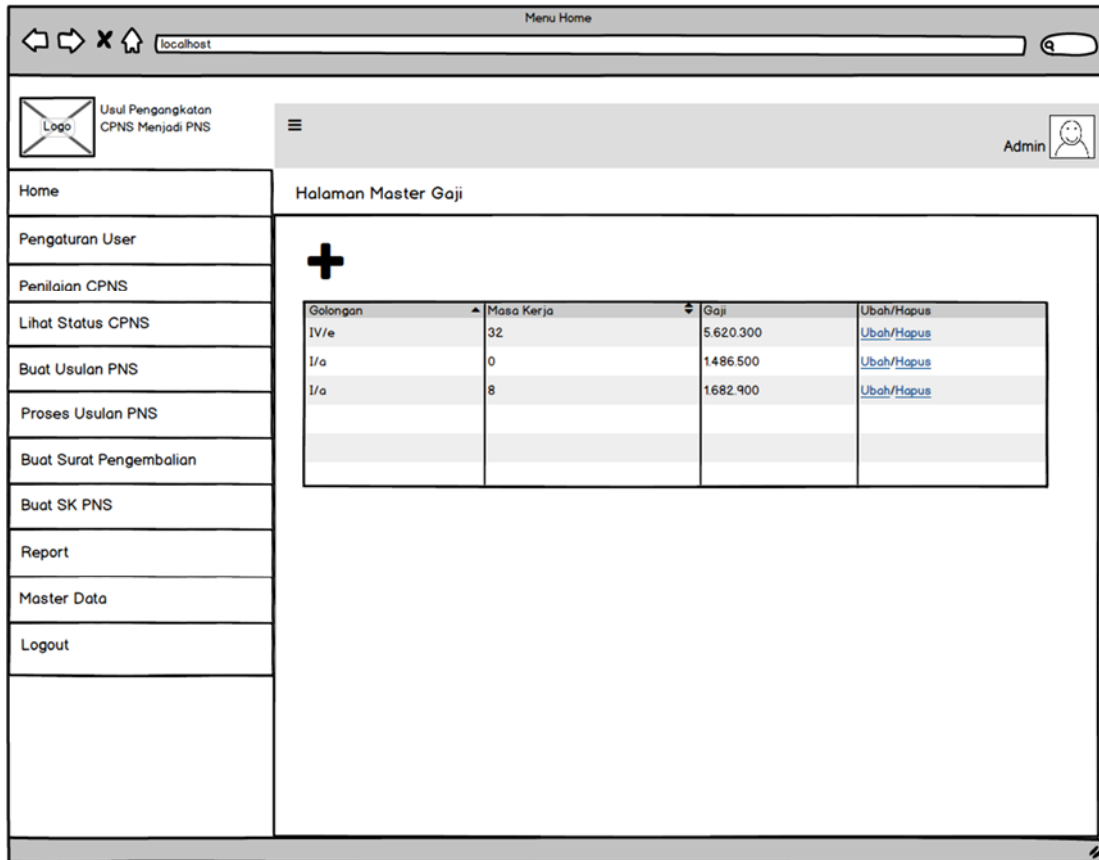 Menu Home
localhost
Logo
Usul Pengangkatan
CPNS Menjadi PNS
Admin
Home
Halaman Master Gaji
Pengaturan User
Penilaian CPNS
Lihat Status CPNS
Buat Usulan PNS
Proses Usulan PNS
Buat Surat Pengembalian
Buat SK PNS
Report
Master Data
Logout
Golongan Masa Kerja Gaji Ubah/Hapus
IV/e 32 5.620.300 Ubah/Hapus
I/a 0 1.486.500 Ubah/Hapus
I/a 8 1.682.900 Ubah/Hapus